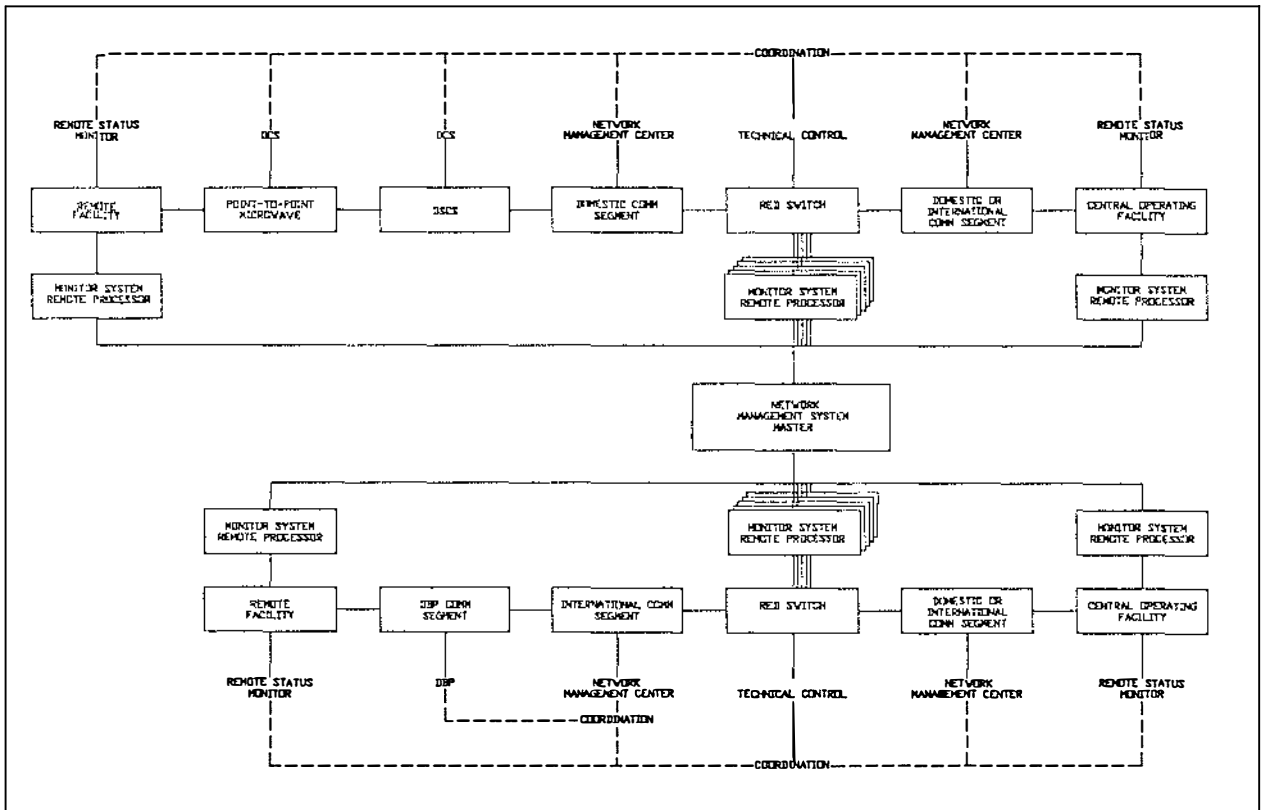 COORDINATION
REMOTE STATUS
MONITOR
DCS
DCS
NETWORK
MANAGEMENT CENTER
TECHNICAL CONTROL
NETWORK
MANAGEMENT CENTER
REMOTE STATUS
MONITOR
REMOTE
FACILITY
POINT-TO-POINT
MICROWAVE
DSCS
DOMESTIC COMM
SEGMENT
RED SWITCH
DOMESTIC OR
INTERNATIONAL
COMM SEGMENT
CENTRAL OPERATING
FACILITY
MONITOR SYSTEM
REMOTE PROCESSOR
MONITOR SYSTEM
REMOTE PROCESSOR
MONITOR SYSTEM
REMOTE PROCESSOR
NETWORK
MANAGEMENT SYSTEM
MASTER
MONITOR SYSTEM
REMOTE PROCESSOR
MONITOR SYSTEM
REMOTE PROCESSOR
MONITOR SYSTEM
REMOTE PROCESSOR
REMOTE
FACILITY
DBP COMM
SEGMENT
INTERNATIONAL COMM
SEGMENT
RED SWITCH
DOMESTIC OR
INTERNATIONAL
COMM SEGMENT
CENTRAL OPERATING
FACILITY
REMOTE STATUS
MONITOR
DBP
NETWORK
MANAGEMENT CENTER
TECHNICAL CONTROL
NETWORK
MANAGEMENT CENTER
REMOTE STATUS
MONITOR
COORDINATION
COORDINATION